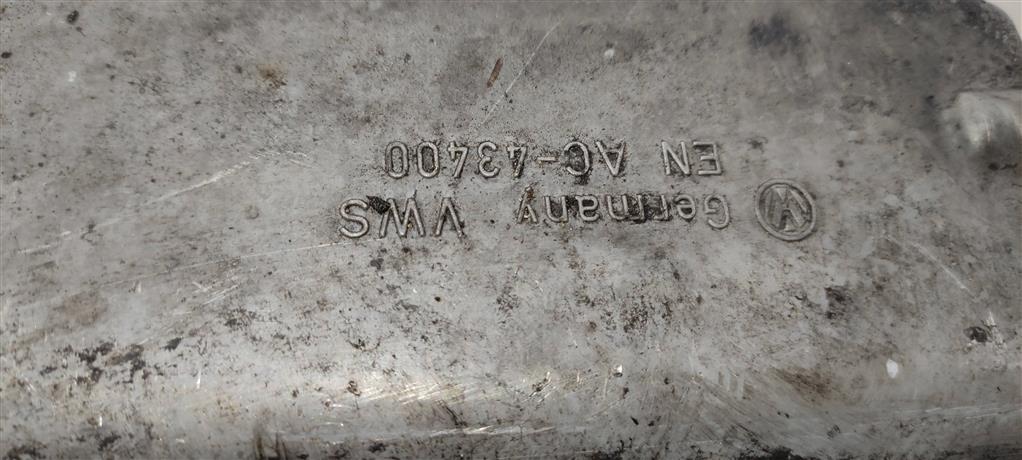 Germany VWS
EN AC-43400